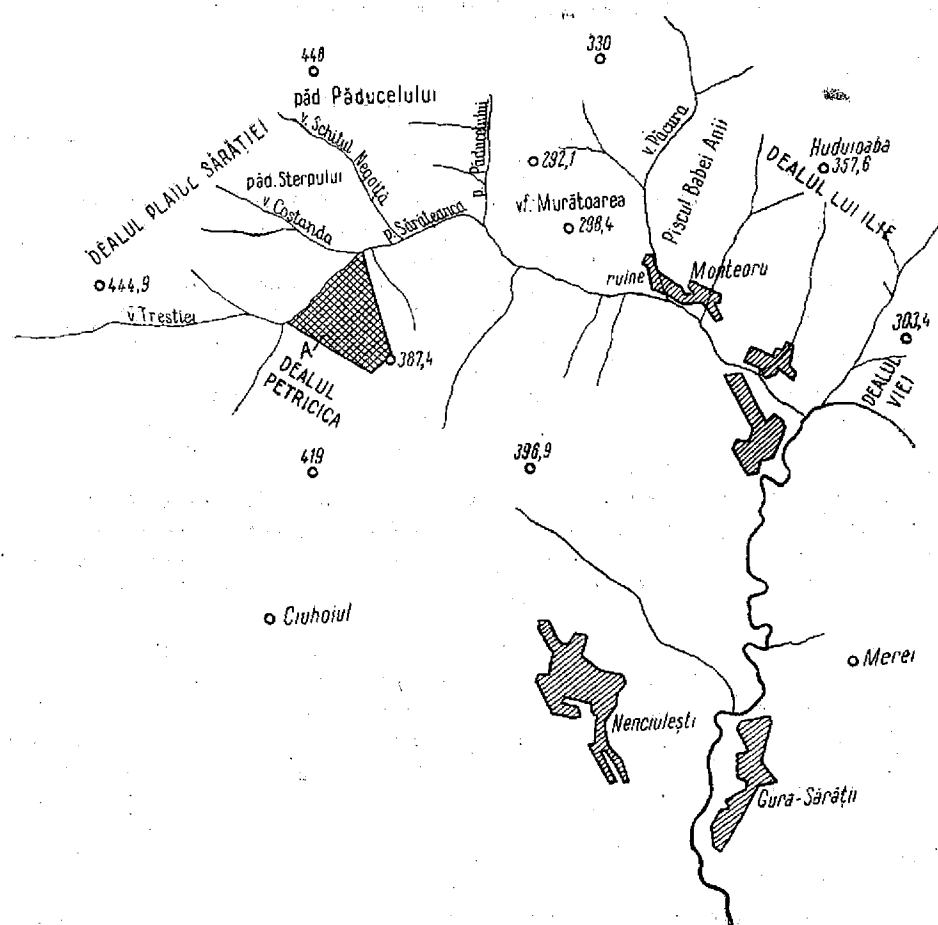 448
330
păd Păducelului
v. Schitul Negoiță
p. Păducelului
v. Păcura
Piscul Babei Anii
Huduroaba
357,6
DEALUL LUI ILIE
292,1
DEALUL PLAIUL SĂRĂȚIEI
păd. Sterpului
v. Costanda
p. Sărățeanca
vf. Murătoarea
298,4
ruine
Monteoru
444,9
v. Trestiei
303,4
A
387,4
DEALUL
PETRICICA
DEALUL
VIEI
419
396,9
Ciuhoiul
Merei
Nenciulești
Gura-Sărății